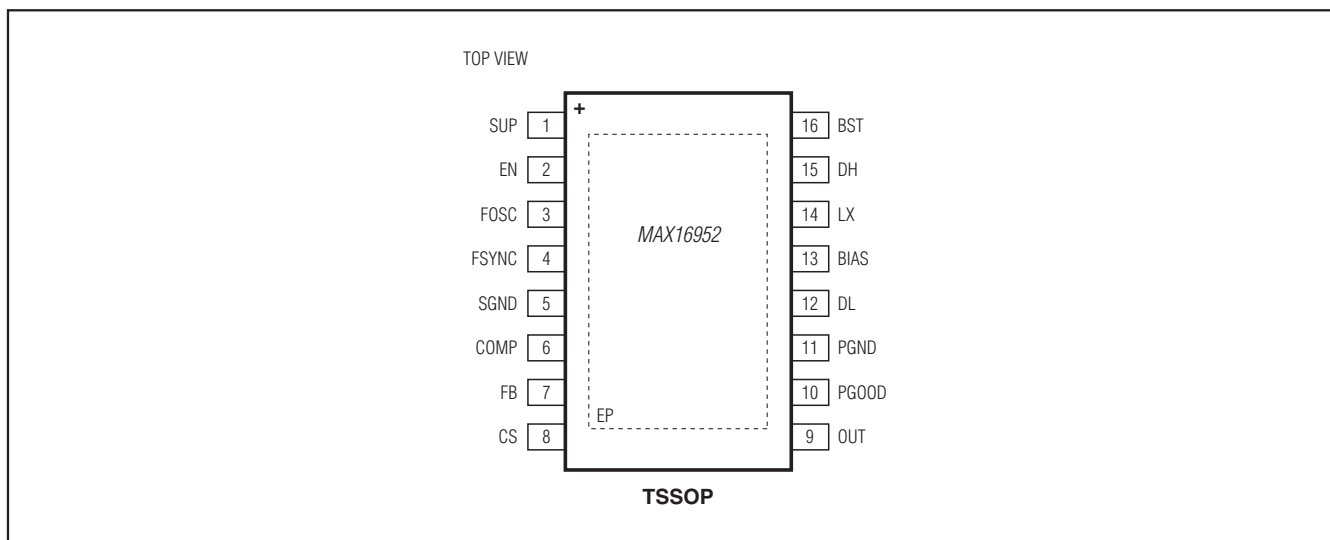 TOP VIEW
+
SUP 1
16 BST
EN 2
15 DH
FOSC 3
14 LX
MAX16952
FSYNC 4
13 BIAS
SGND 5
12 DL
COMP 6
11 PGND
FB 7
10 PGOOD
EP
CS 8
9 OUT
TSSOP